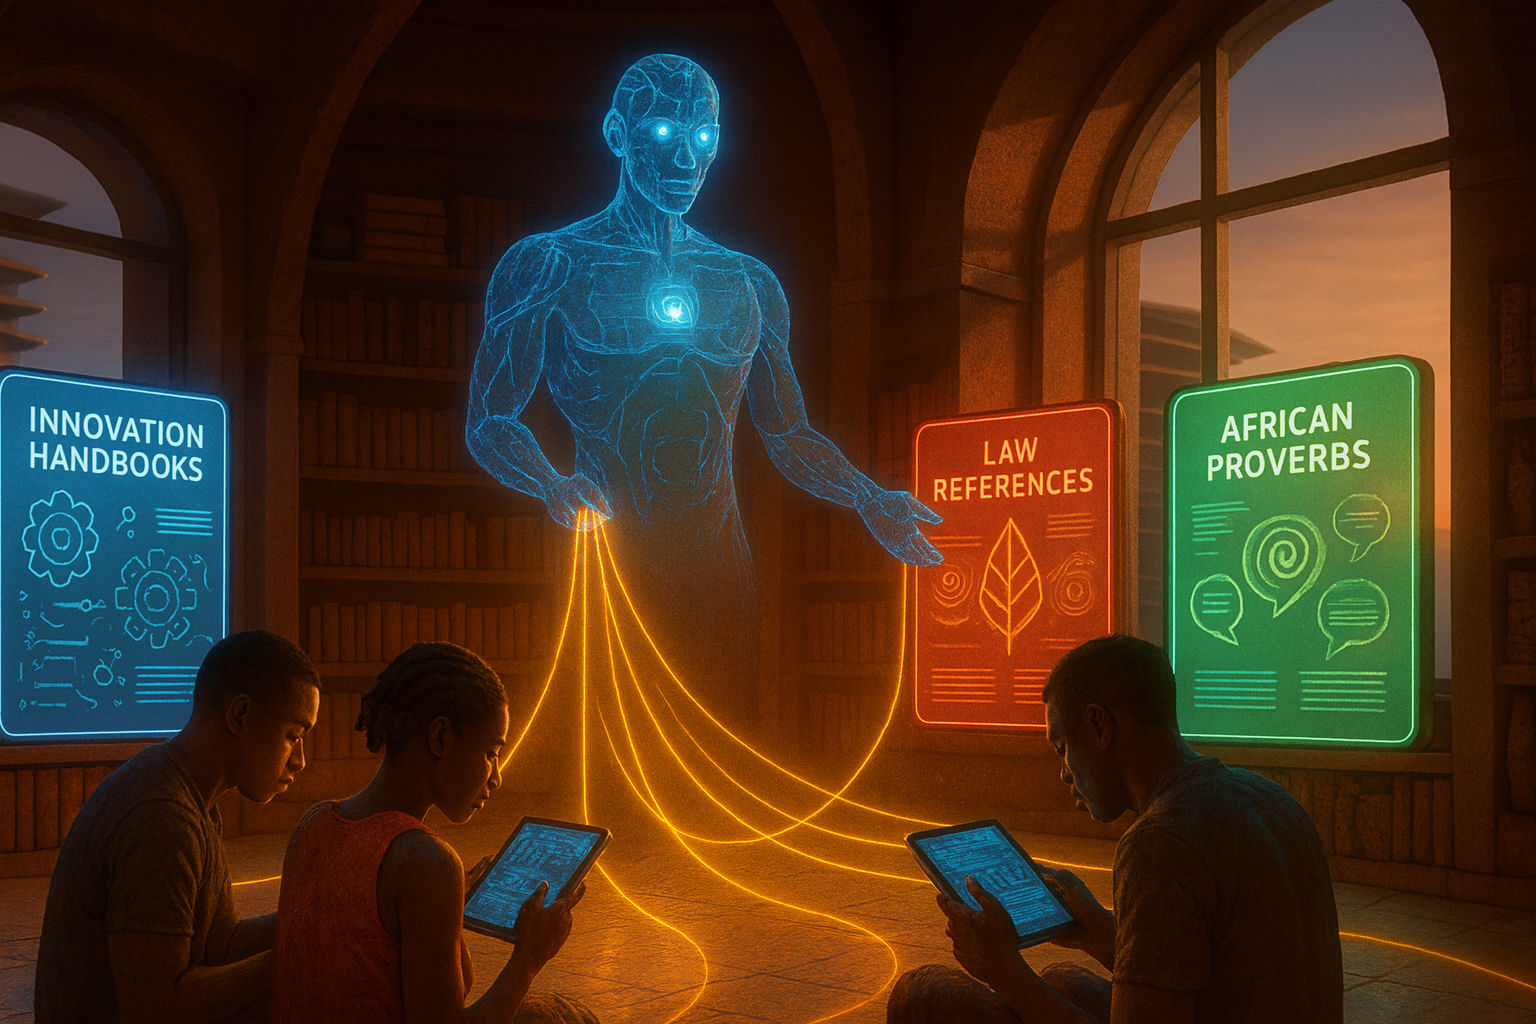 INNOVATION
HANDBOOKS
LAW
REFERENCES
AFRICAN
PROVERBS